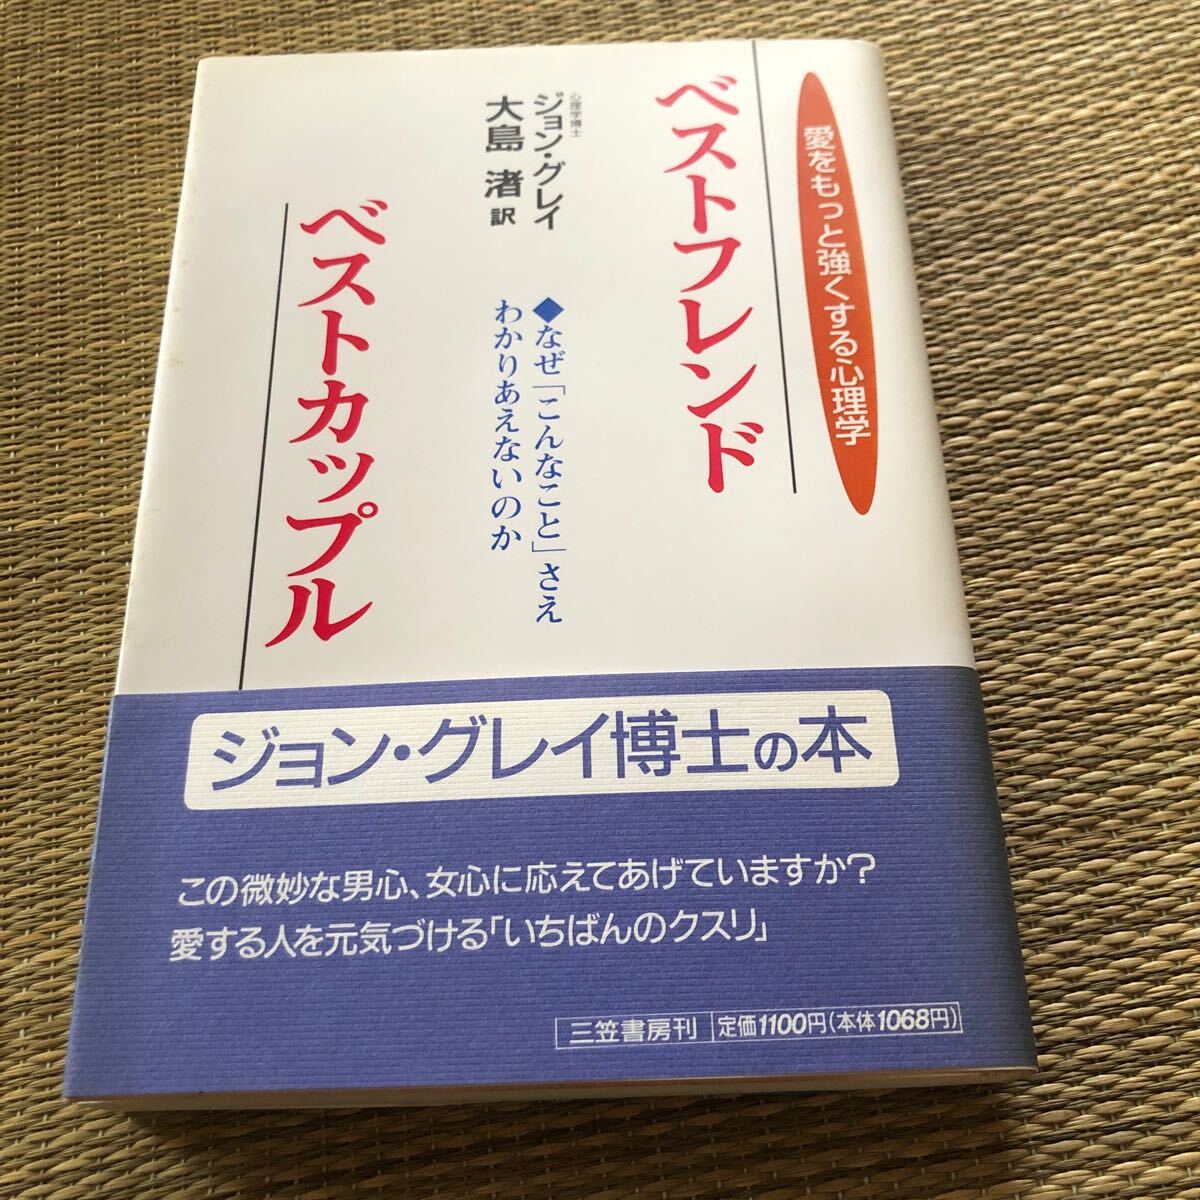 愛をもっと強くする心理学
ベストフレンド
ベストカップル
心理学博士
ジョン・グレイ
大島 渚 訳
◆なぜ「こんなこと」さえ
わかりあえないのか
ジョン・グレイ博士の本
この微妙な男心、女心に応えてあげていますか?
愛する人を元気づける「いちばんのクスリ」
三笠書房刊 定価1100円(本体1068円)